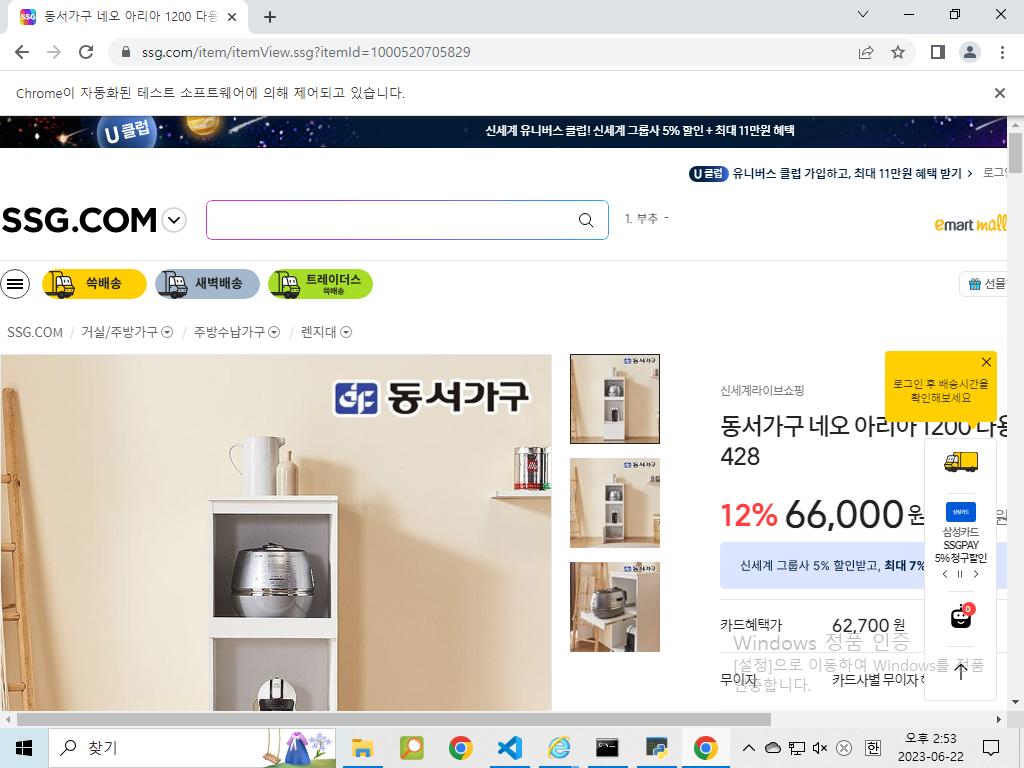 동서가구 네오 아리아 1200 다용
ssg.com/item/itemView.ssg?itemId=1000520705829
Chrome이 자동화된 테스트 소프트웨어에 의해 제어되고 있습니다.
U 클럽
신세계 유니버스 클럽! 신세계 그룹사 5% 할인 + 최대 11만원 혜택
U 클럽 유니버스 클럽 가입하고, 최대 11만원 혜택 받기 > 로그인
SSG.COM
1. 부추 -
emart mall
쓱배송
새벽배송
트레이더스
쓱배송
선물
SSG.COM / 거실/주방가구 / 주방수납가구 / 렌지대
동서가구
로그인 후 배송시간을
확인해보세요
신세계라이브쇼핑
동서가구 네오 아리아 1200 다용
428
12% 66,000원
원
신세계 그룹사 5% 할인받고, 최대 7%
삼성카드
삼성카드
SSGPAY
5% 청구할인
0
카드혜택가 62,700 원
무이자 카드사별 무이자
Windows 정품 인증
[설정]으로 이동하여 Windows를 정품
인증합니다.
찾기
오후 2:53
2023-06-22
한